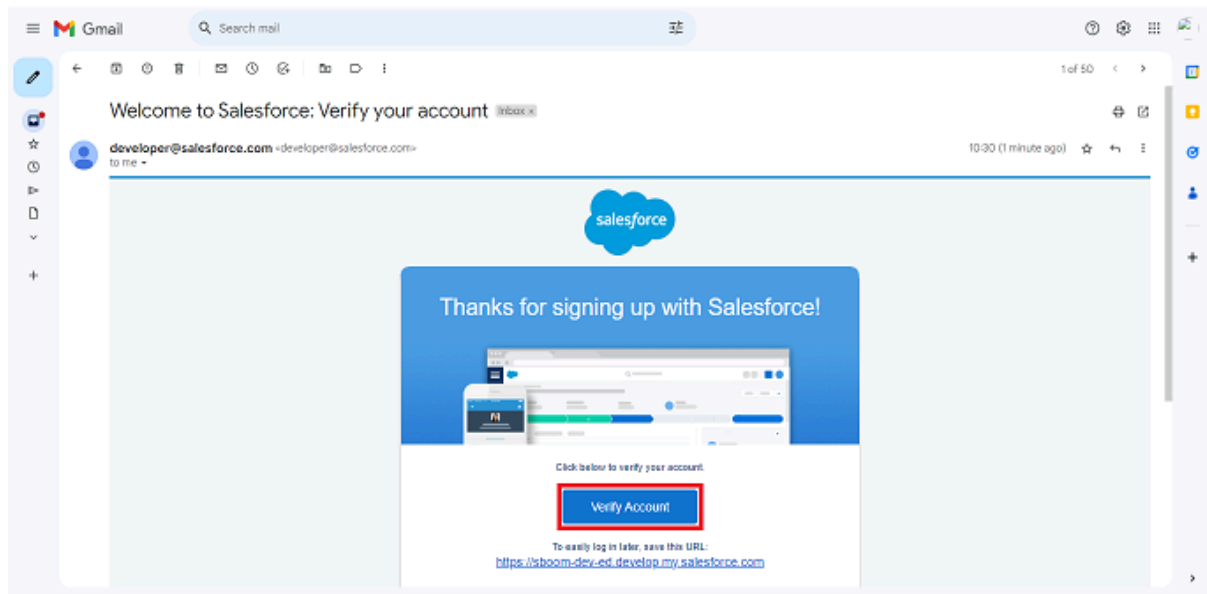 Gmail
Search mail
1 of 50
Welcome to Salesforce: Verify your account Inbox x
developer@salesforce.com <developer@salesforce.com>
10:30 (1 minute ago)
to me
salesforce
Thanks for signing up with Salesforce!
Click below to verify your account.
Verify Account
To easily log in later, save this URL:
https://sboom-dev-ed.develop.my.salesforce.com